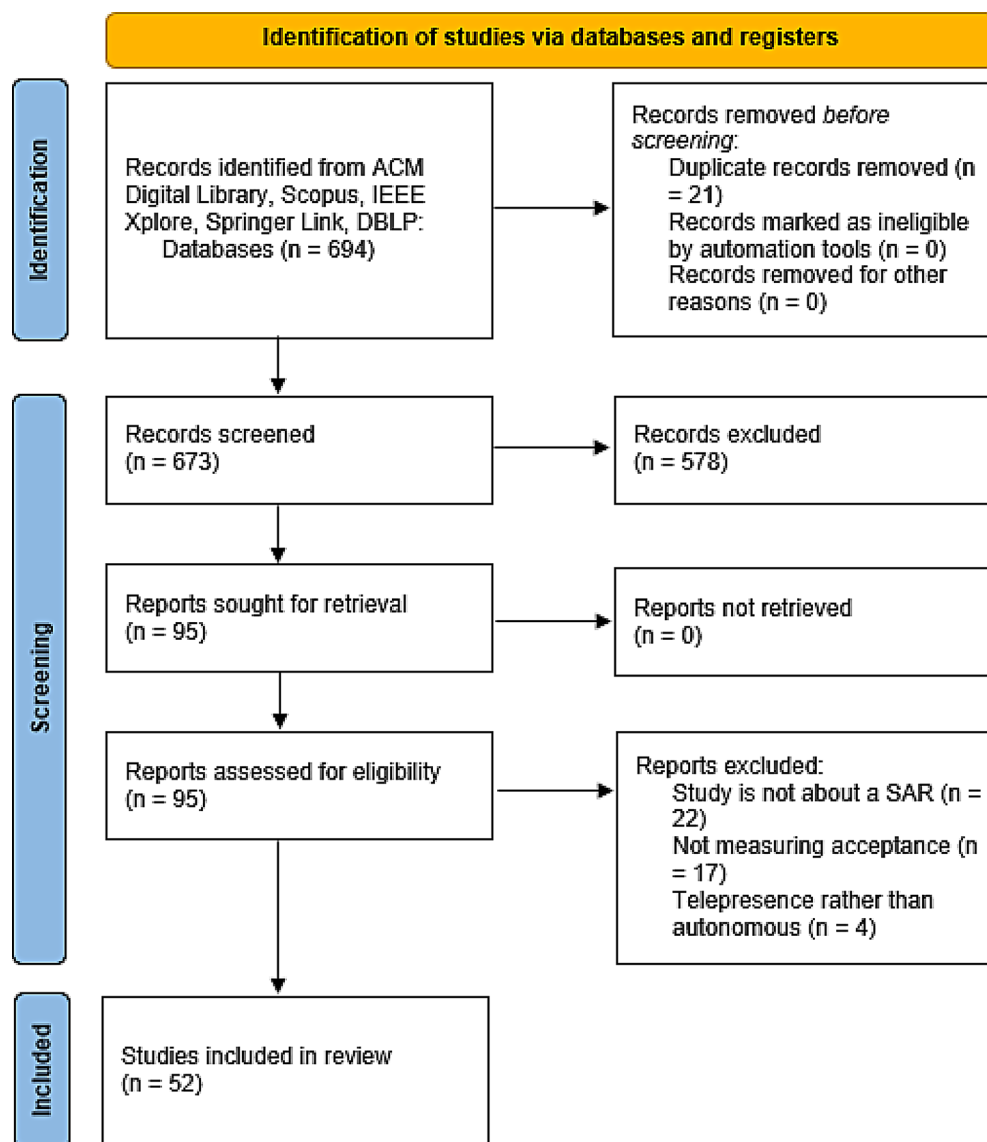 Identification of studies via databases and registers
Identification
Records identified from ACM
Digital Library, Scopus, IEEE
Xplore, Springer Link, DBLP:
Databases (n = 694)
Records removed before
screening:
Duplicate records removed (n
= 21)
Records marked as ineligible
by automation tools (n = 0)
Records removed for other
reasons (n = 0)
Screening
Records screened
(n = 673)
Records excluded
(n = 578)
Reports sought for retrieval
(n = 95)
Reports not retrieved
(n = 0)
Reports assessed for eligibility
(n = 95)
Reports excluded:
Study is not about a SAR (n =
22)
Not measuring acceptance (n
= 17)
Telepresence rather than
autonomous (n = 4)
Included
Studies included in review
(n = 52)